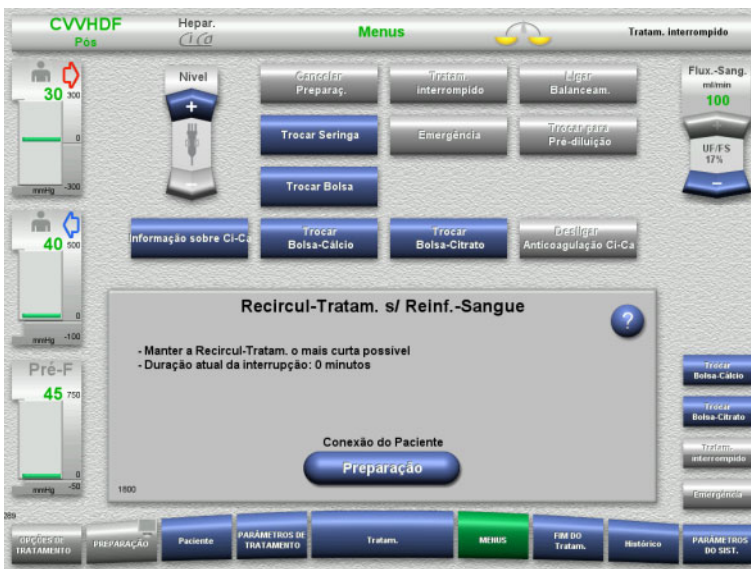 CVVHDF
Pós
Hepar.
Ci Ca
Menus
Tratam. interrompido
30
300
0
-300
mmHg
40
500
0
-100
mmHg
Pré-F
45
750
0
-50
mmHg
Nível
+
–
Cancelar
Preparaç.
Tratam.
interrompido
Ligar
Balanceam.
Trocar Seringa
Emergência
Trocar para
Pré-diluição
Trocar Bolsa
Informação sobre Ci-Ca
Trocar
Bolsa-Cálcio
Trocar
Bolsa-Citrato
Desligar
Anticoagulação Ci-Ca
Flux.-Sang.
ml/min
100
+
UF/FS
17%
–
Recircul-Tratam. s/ Reinf.-Sangue
?
- Manter a Recircul-Tratam. o mais curta possível
- Duração atual da interrupção: 0 minutos
Conexão do Paciente
Preparação
1600
Trocar
Bolsa-Cálcio
Trocar
Bolsa-Citrato
Tratam.
interrompido
Emergência
OPÇÕES DE
TRATAMENTO
PREPARAÇÃO
Paciente
PARÂMETROS DE
TRATAMENTO
Tratam.
MENUS
FIM DO
Tratam.
Histórico
PARÂMETROS
DO SIST.